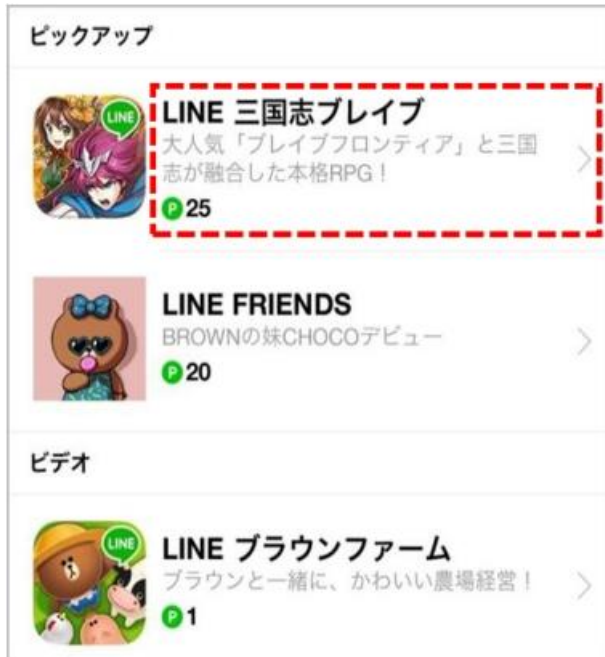 ピックアップ
LINE
LINE 三国志ブレイブ
大人気「ブレイブフロンティア」と三国
志が融合した本格RPG！
P 25
LINE FRIENDS
BROWNの妹CHOCOデビュー
P 20
ビデオ
LINE
LINE ブラウンファーム
ブラウンと一緒に、かわいい農場経営！
P 1